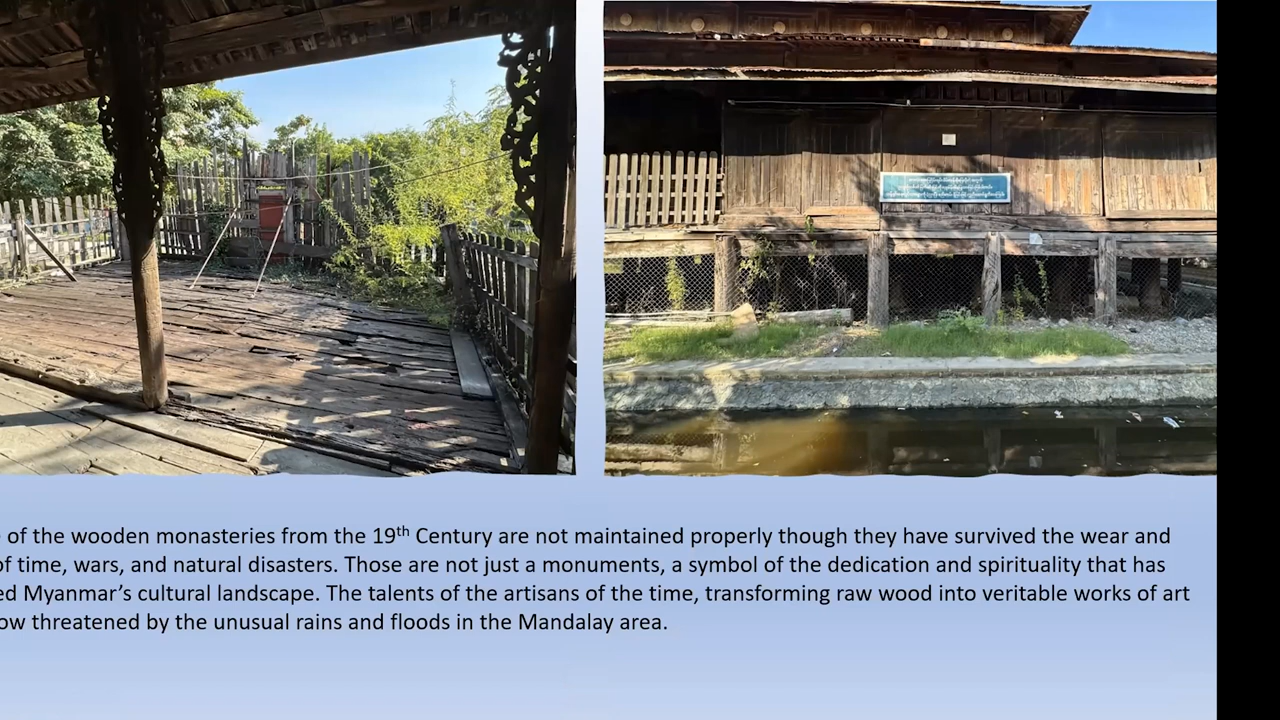 of the wooden monasteries from the 19th Century are not maintained properly though they have survived the wear and
of time, wars, and natural disasters. Those are not just a monuments, a symbol of the dedication and spirituality that has
ed Myanmar’s cultural landscape. The talents of the artisans of the time, transforming raw wood into veritable works of art
ow threatened by the unusual rains and floods in the Mandalay area.